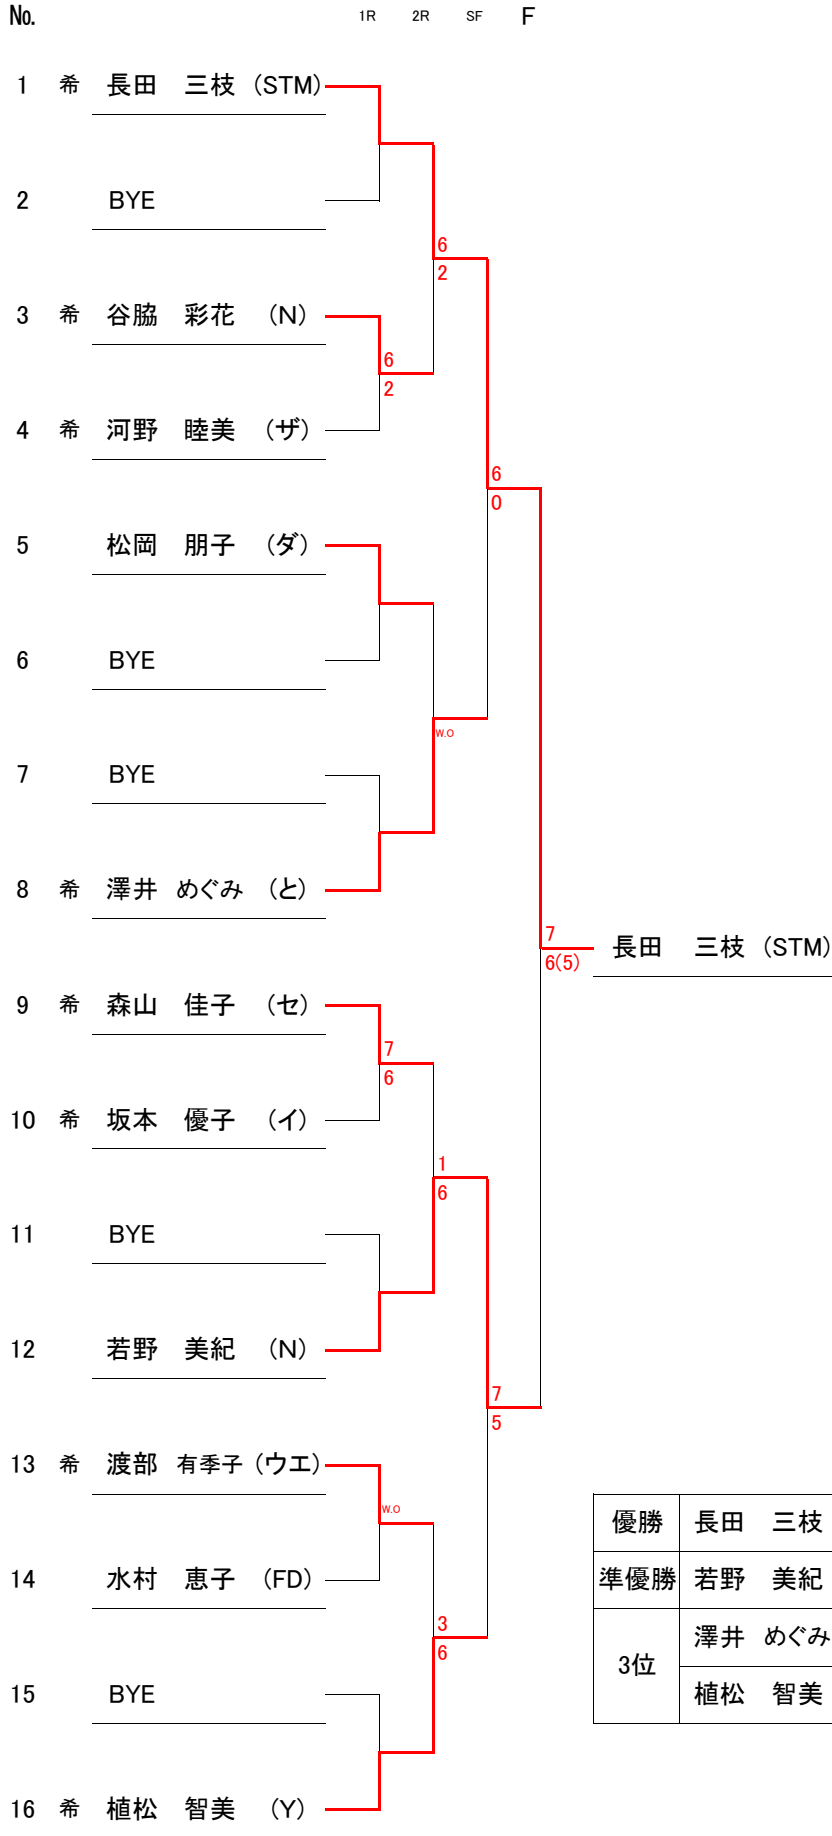 No. 1R 2R SF F
1 希 長田 三枝 (STM)
2 BYE
6
2
3 希 谷脇 彩花 (N)
6
2
4 希 河野 睦美 (ザ)
6
0
5 松岡 朋子 (ダ)
6 BYE
w.o
7 BYE
8 希 澤井 めぐみ (と)
7
6(5)
長田 三枝 (STM)
9 希 森山 佳子 (セ)
7
6
10 希 坂本 優子 (イ)
1
6
11 BYE
12 若野 美紀 (N)
7
5
13 希 渡部 有季子 (ウエ)
w.o
14 水村 恵子 (FD)
3
6
15 BYE
16 希 植松 智美 (Y)
優勝 長田 三枝
準優勝 若野 美紀
3位 澤井 めぐみ
植松 智美